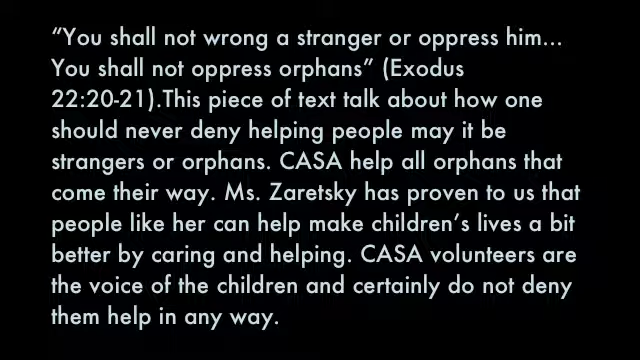 “You shall not wrong a stranger or oppress him...
You shall not oppress orphans” (Exodus
22:20-21).This piece of text talk about how one
should never deny helping people may it be
strangers or orphans. CASA help all orphans that
come their way. Ms. Zaretsky has proven to us that
people like her can help make children’s lives a bit
better by caring and helping. CASA volunteers are
the voice of the children and certainly do not deny
them help in any way.